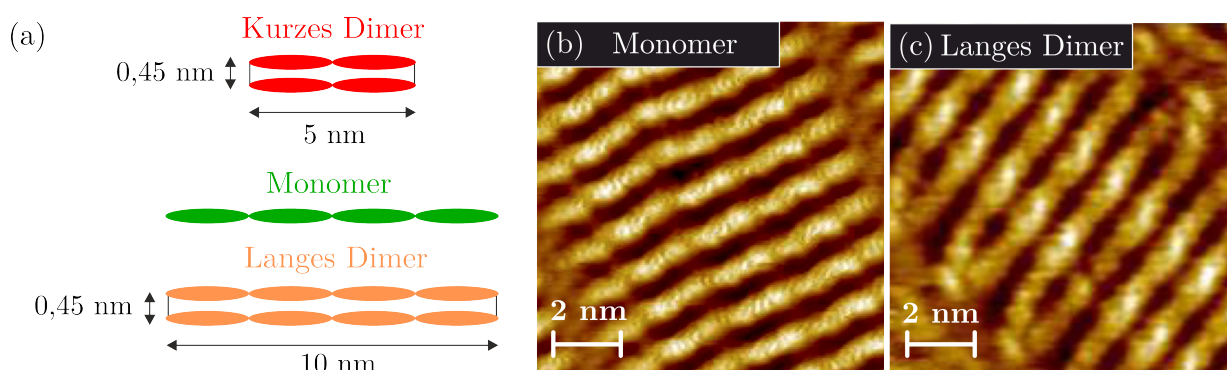 (a)
Kurzes Dimer
0,45 nm
5 nm
Monomer
Langes Dimer
0,45 nm
10 nm
(b) Monomer
2 nm
(c) Langes Dimer
2 nm